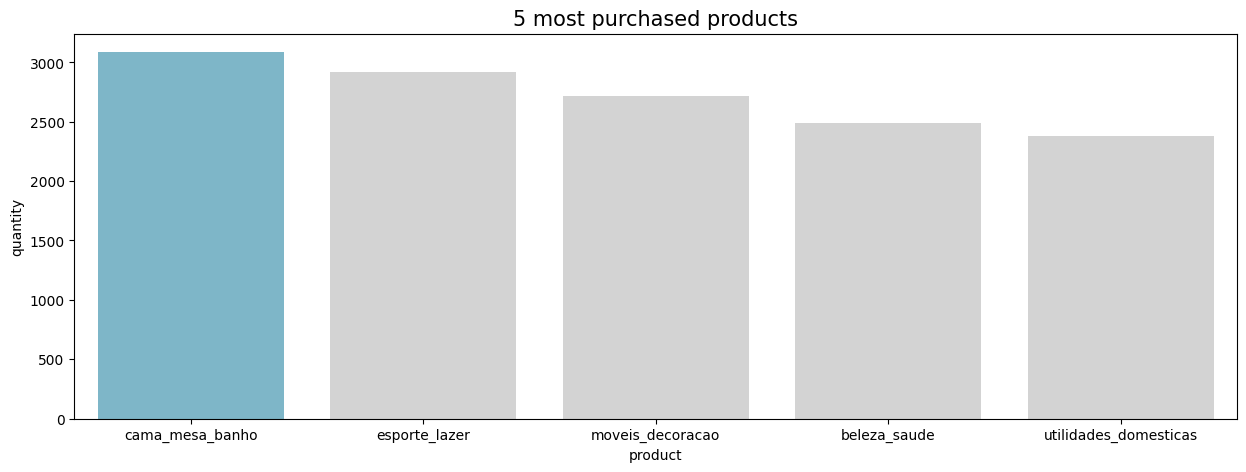 5 most purchased products
quantity
3000
2500
2000
1500
1000
500
0
cama_mesa_banho esporte_lazer moveis_decoracao beleza_saude utilidades_domesticas
product